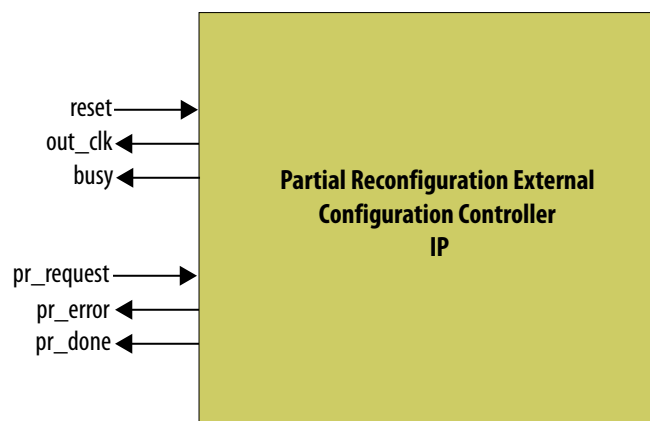 reset
out_clk
busy
Partial Reconfiguration External
Configuration Controller
IP
pr_request
pr_error
pr_done